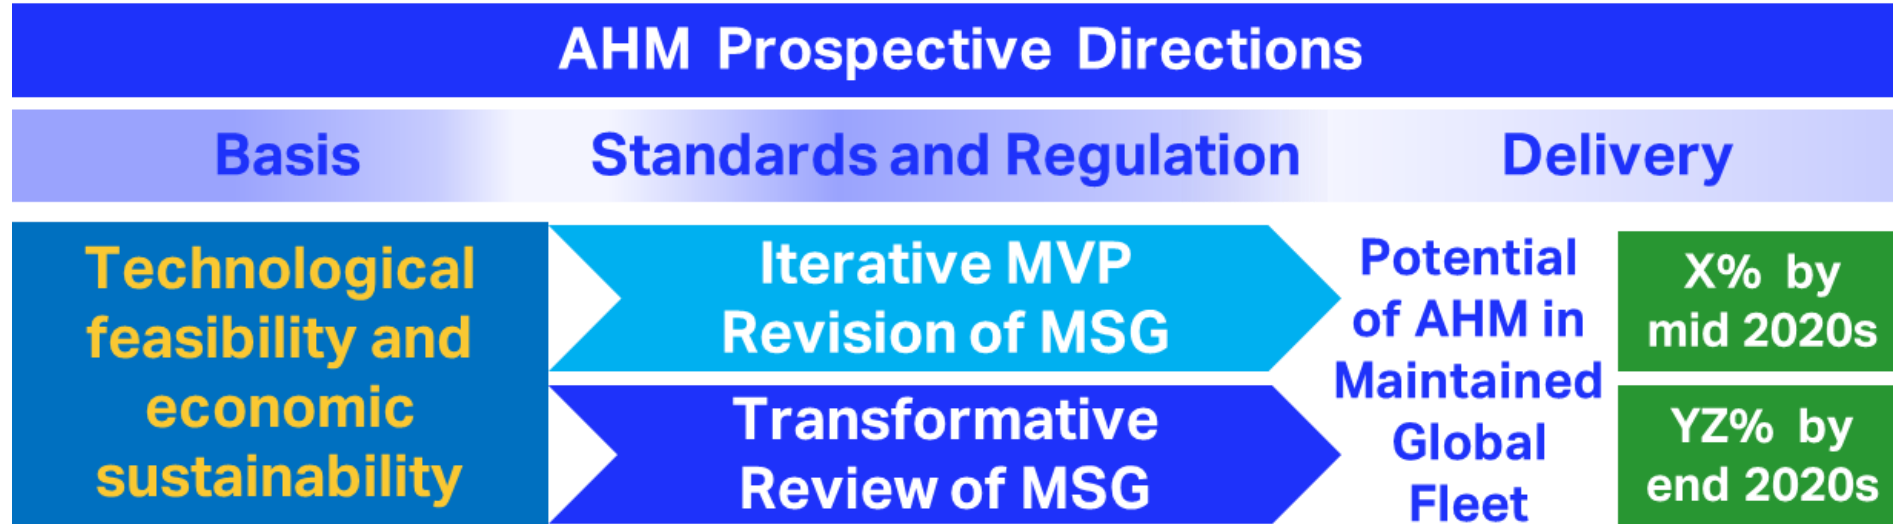 AHM Prospective Directions
Basis
Standards and Regulation
Delivery
Technological
feasibility and
economic
sustainability
Iterative MVP
Revision of MSG
Transformative
Review of MSG
Potential
of AHM in
Maintained
Global
Fleet
X% by
mid 2020s
YZ% by
end 2020s